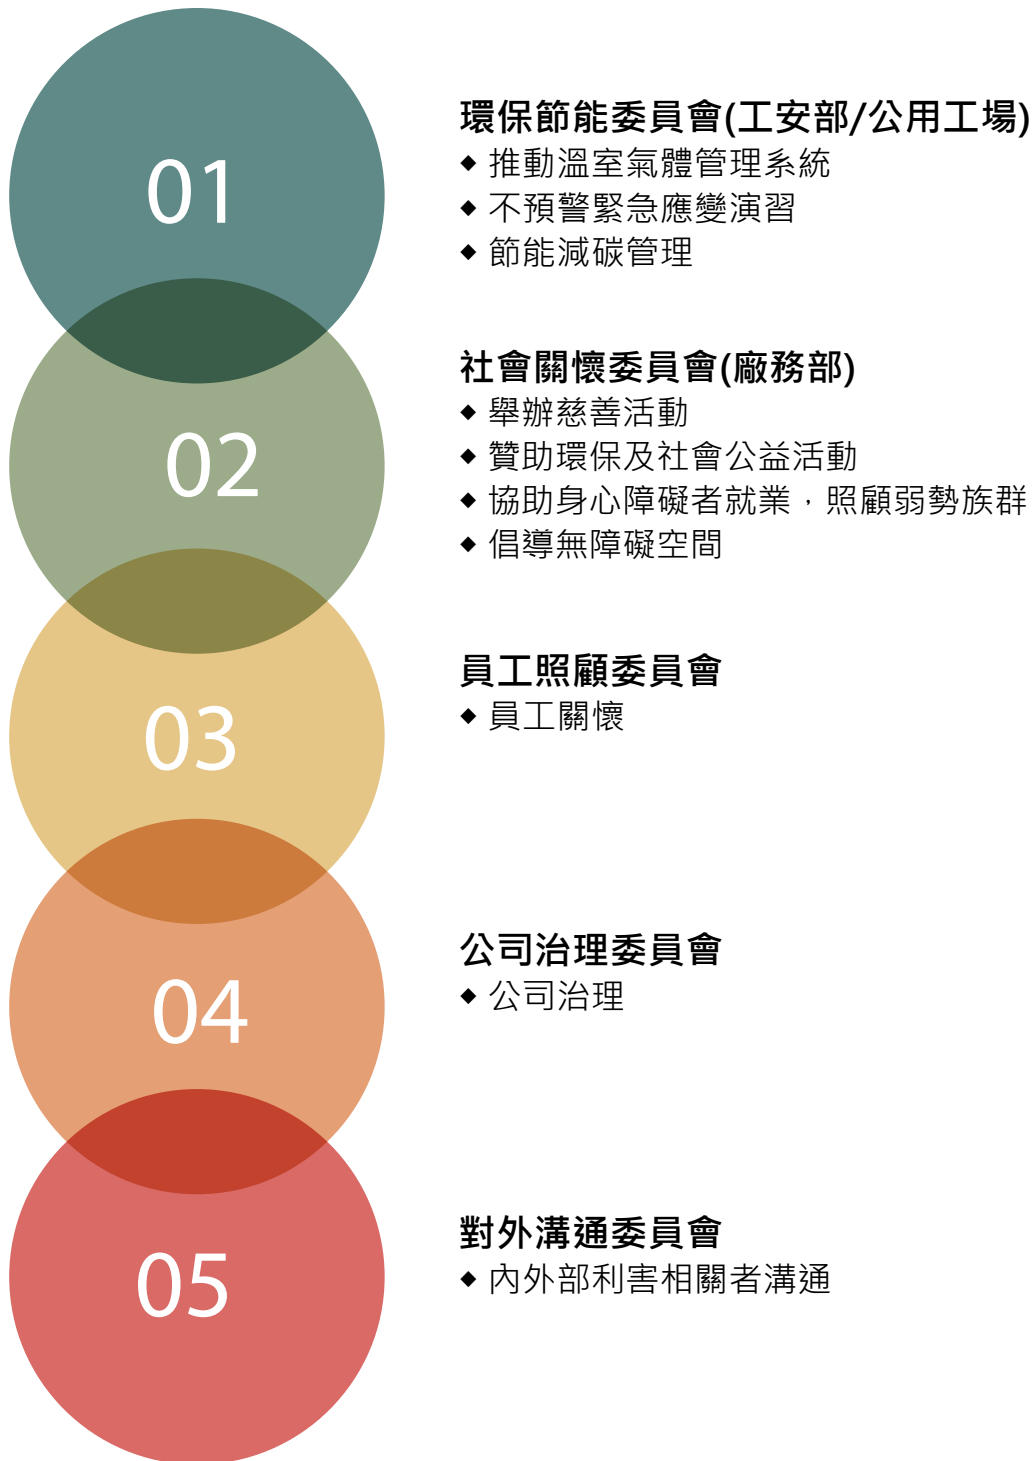 01
環保節能委員會(工安部/公用工場)
◆ 推動溫室氣體管理系統
◆ 不預警緊急應變演習
◆ 節能減碳管理
02
社會關懷委員會(廠務部)
◆ 舉辦慈善活動
◆ 贊助環保及社會公益活動
◆ 協助身心障礙者就業，照顧弱勢族群
◆ 倡導無障礙空間
03
員工照顧委員會
◆ 員工關懷
04
公司治理委員會
◆ 公司治理
05
對外溝通委員會
◆ 內外部利害相關者溝通